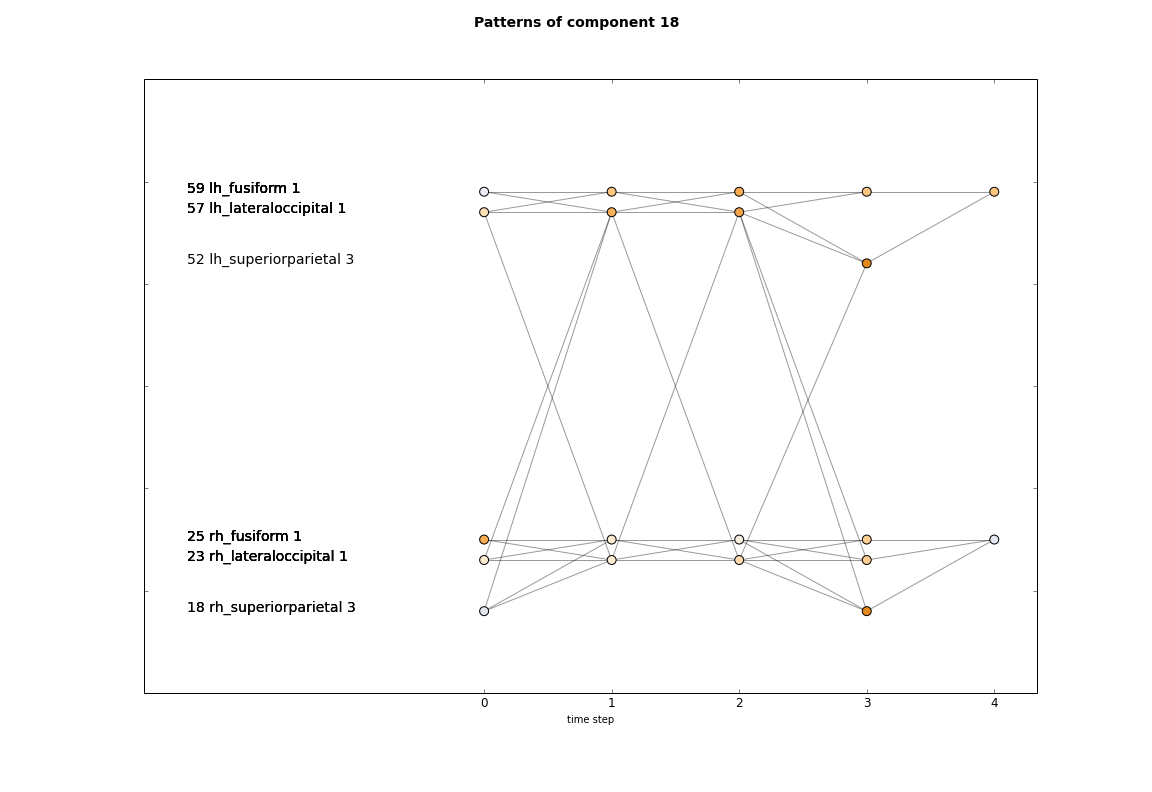 Patterns of component 18
59 lh_fusiform 1
57 lh_lateraloccipital 1
52 lh_superiorparietal 3
25 rh_fusiform 1
23 rh_lateraloccipital 1
18 rh_superiorparietal 3
0 1 2 3 4
time step